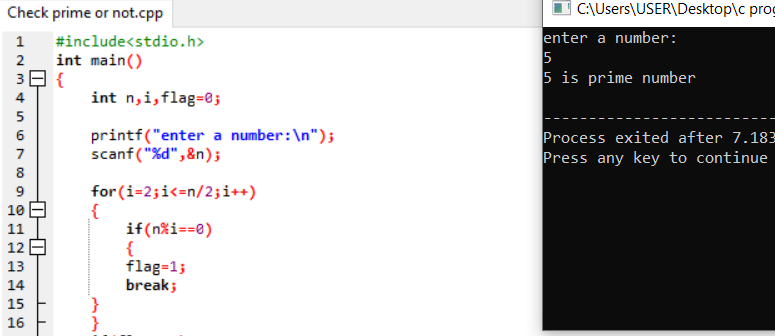 Check prime or not.cpp
1 #include<stdio.h>
2 int main()
3 {
4 int n,i,flag=0;
5
6 printf("enter a number:\n");
7 scanf("%d",&n);
8
9 for(i=2;i<=n/2;i++)
10 {
11 if(n%i==0)
12 {
13 flag=1;
14 break;
15 }
16 }
C:\Users\USER\Desktop\c prog
enter a number:
5
5 is prime number
--------------------------
Process exited after 7.183
Press any key to continue